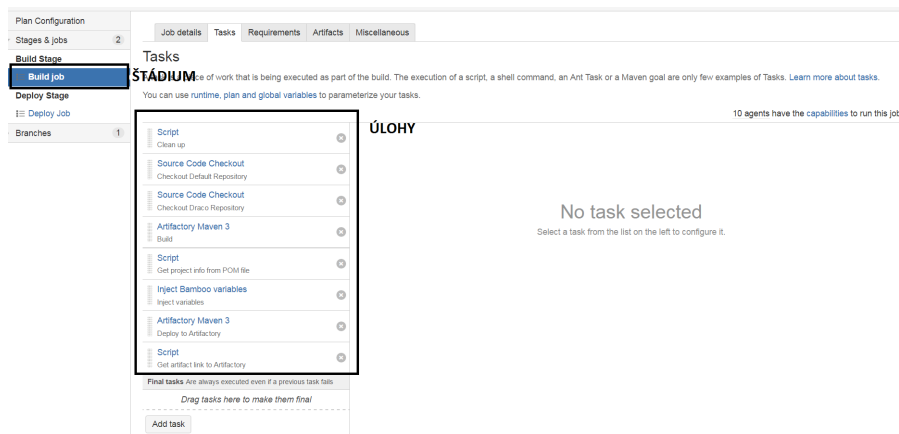 Plan Configuration
Stages & jobs 2
Build Stage
Build job
Deploy Stage
Deploy Job
Branches 1
Job details Tasks Requirements Artifacts Miscellaneous
Tasks
ŠTÁDIUM
ce of work that is being executed as part of the build. The execution of a script, a shell command, an Ant Task or a Maven goal are only few examples of Tasks. Learn more about tasks.
You can use runtime, plan and global variables to parameterize your tasks.
10 agents have the capabilities to run this job
ÚLOHY
Script
Clean up
Source Code Checkout
Checkout Default Repository
Source Code Checkout
Checkout Draco Repository
Artifactory Maven 3
Build
Script
Get project info from POM file
Inject Bamboo variables
Inject variables
Artifactory Maven 3
Deploy to Artifactory
Script
Get artifact link to Artifactory
Final tasks Are always executed even if a previous task fails
Drag tasks here to make them final
Add task
No task selected
Select a task from the list on the left to configure it.